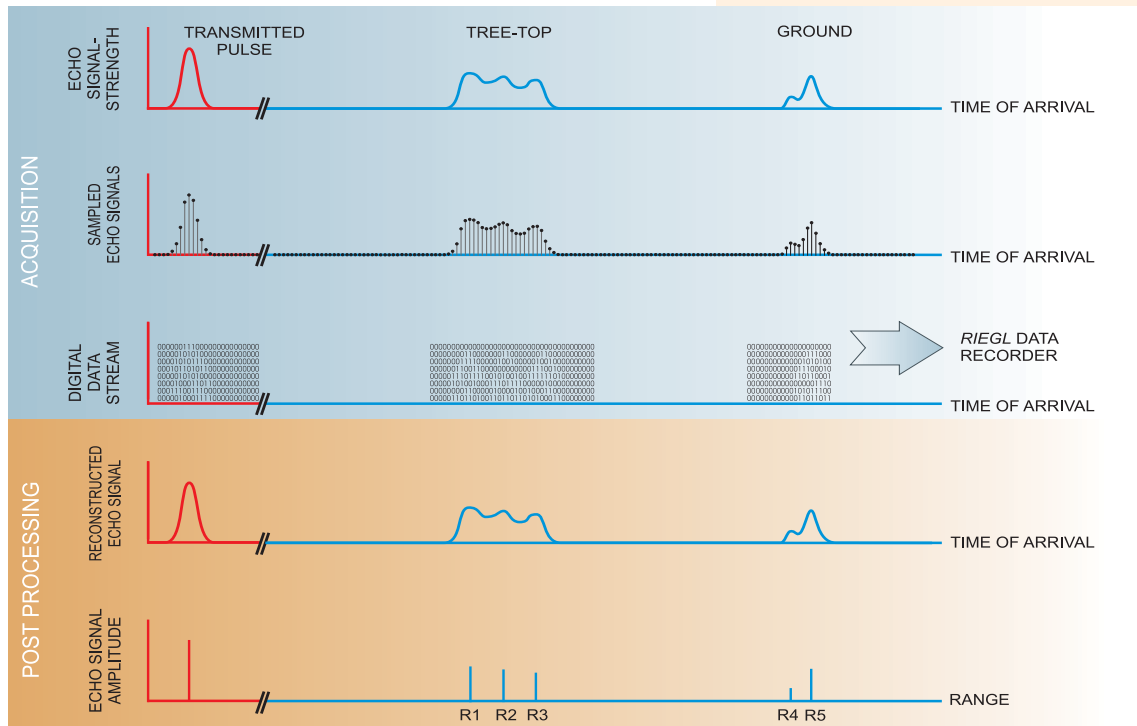 ACQUISITION
ECHO
SIGNAL-
STRENGTH
TRANSMITTED
PULSE
TREE-TOP
GROUND
TIME OF ARRIVAL
SAMPLED
ECHO SIGNALS
TIME OF ARRIVAL
DIGITAL
DATA
STREAM
RIEGL DATA
RECORDER
TIME OF ARRIVAL
POST PROCESSING
RECONSTRUCTED
ECHO SIGNAL
TIME OF ARRIVAL
ECHO SIGNAL
AMPLITUDE
R1 R2 R3 R4 R5
RANGE